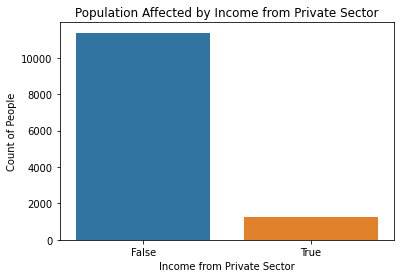 Population Affected by Income from Private Sector
Count of People
10000
8000
6000
4000
2000
0
False
True
Income from Private Sector